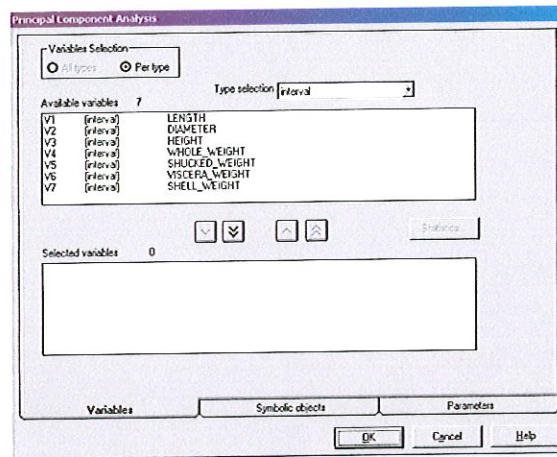 Principal Component Analysis
Variables Selection
All types Per type
Type selection interval
Available variables 7
V1 (interval) LENGTH
V2 (interval) DIAMETER
V3 (interval) HEIGHT
V4 (interval) WHOLE_WEIGHT
V5 (interval) SHUCKED_WEIGHT
V6 (interval) VISCERA_WEIGHT
V7 (interval) SHELL_WEIGHT
Statistics...
Selected variables 0
Variables Symbolic objects Parameters
OK Cancel Help